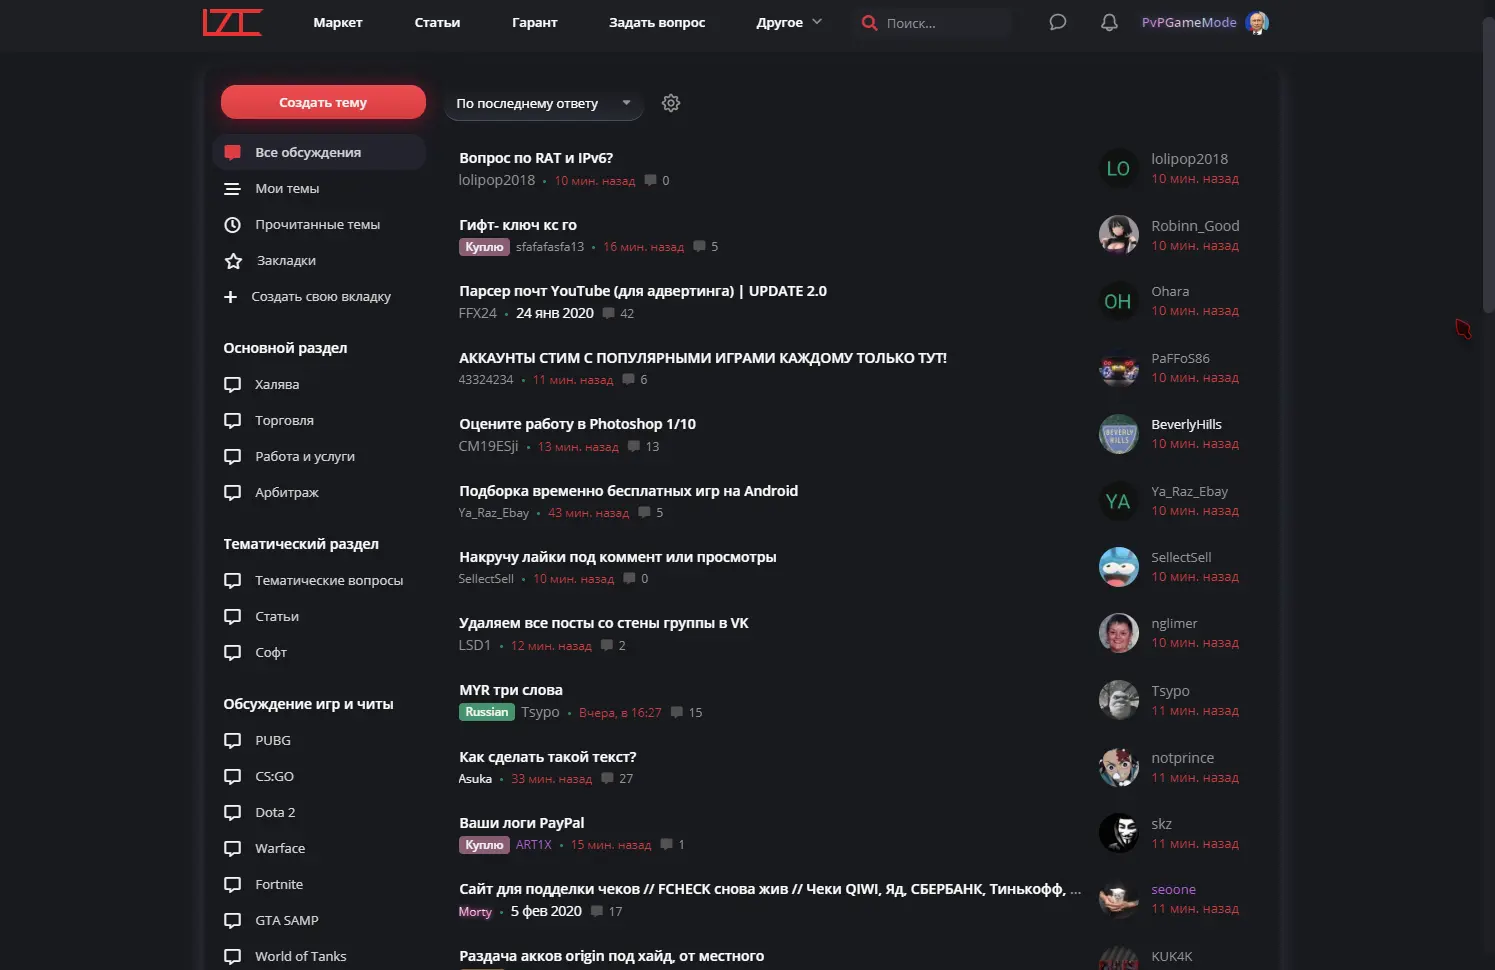 LZT
Маркет
Статьи
Гарант
Задать вопрос
Другое
Поиск...
PvPGameMode
Создать тему
По последнему ответу
Все обсуждения
Мои темы
Прочитанные темы
Закладки
Создать свою вкладку
Основной раздел
Халява
Торговля
Работа и услуги
Арбитраж
Тематический раздел
Тематические вопросы
Статьи
Софт
Обсуждение игр и читы
PUBG
CS:GO
Dota 2
Warface
Fortnite
GTA SAMP
World of Tanks
Вопрос по RAT и IPv6?
lolipop2018 • 10 мин. назад 0
LO
lolipop2018
10 мин. назад
Гифт- ключ кс го
Куплю sfafafasfa13 • 16 мин. назад 5
Robinn_Good
10 мин. назад
Парсер почт YouTube (для адвертинга) | UPDATE 2.0
FFX24 • 24 янв 2020 42
OH
Ohara
10 мин. назад
АККАУНТЫ СТИМ С ПОПУЛЯРНЫМИ ИГРАМИ КАЖДОМУ ТОЛЬКО ТУТ!
43324234 • 11 мин. назад 6
PaFFoS86
10 мин. назад
Оцените работу в Photoshop 1/10
CM19ESji • 13 мин. назад 13
BEVERLY
HILLS
BeverlyHills
10 мин. назад
Подборка временно бесплатных игр на Android
Ya_Raz_Ebay • 43 мин. назад 5
YA
Ya_Raz_Ebay
10 мин. назад
Накручу лайки под коммент или просмотры
SellectSell • 10 мин. назад 0
SellectSell
10 мин. назад
Удаляем все посты со стены группы в VK
LSD1 • 12 мин. назад 2
nglimer
10 мин. назад
MYR три слова
Russian Tsypo • Вчера, в 16:27 15
Tsypo
11 мин. назад
Как сделать такой текст?
Asuka • 33 мин. назад 27
notprince
11 мин. назад
Ваши логи PayPal
Куплю ART1X • 15 мин. назад 1
skz
11 мин. назад
Сайт для подделки чеков // FCHECK снова жив // Чеки QIWI, Яд, СБЕРБАНК, Тинькофф, ...
Morty • 5 фев 2020 17
seoone
11 мин. назад
Раздача акков origin под хайд, от местного
KUK4K